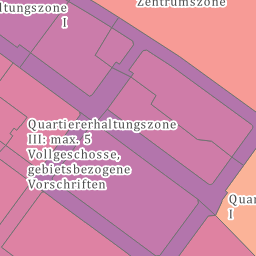 ltungszone
I
Zentrumszone
Quartiererhaltungszone
III: max. 5
Vollgeschosse,
gebietsbezogene
Vorschriften
Quar
I